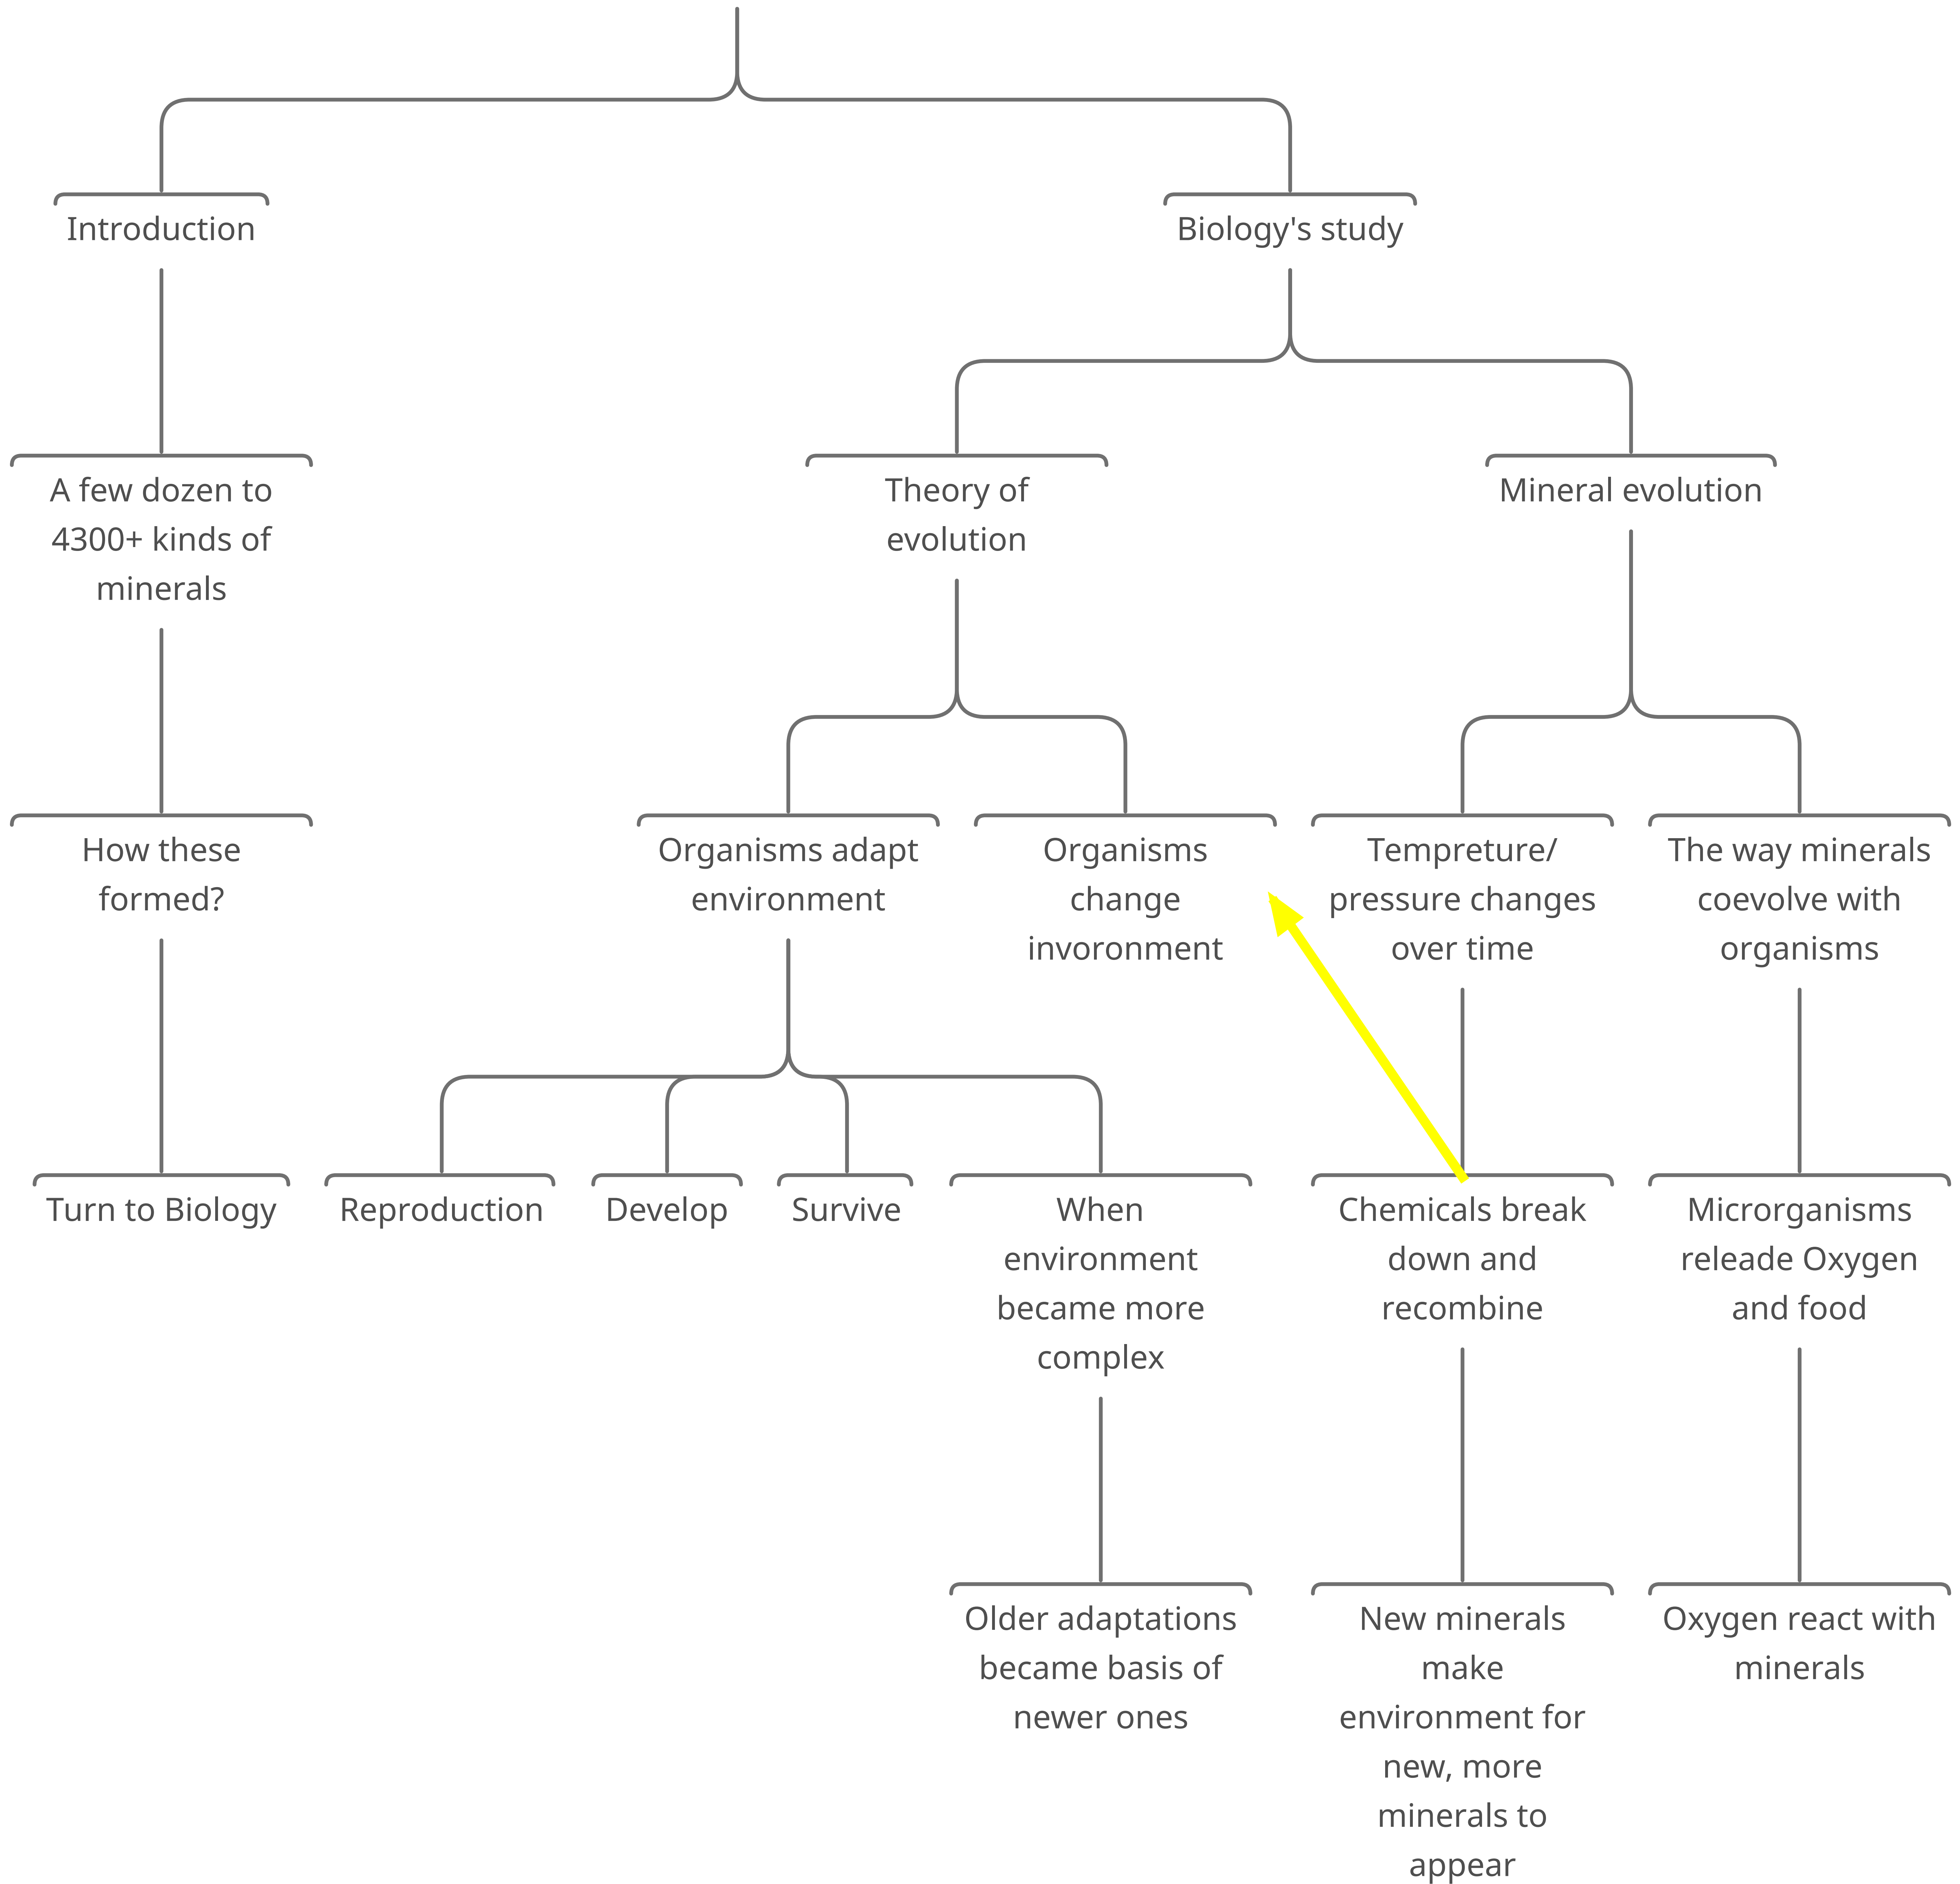 Introduction
Biology's study
A few dozen to
4300+ kinds of
minerals
Theory of
evolution
Mineral evolution
How these
formed?
Organisms adapt
environment
Organisms
change
invoronment
Tempreture/
pressure changes
over time
The way minerals
coevolve with
organisms
Turn to Biology
Reproduction
Develop
Survive
When
environment
became more
complex
Chemicals break
down and
recombine
Microrganisms
releade Oxygen
and food
Older adaptations
became basis of
newer ones
New minerals
make
environment for
new, more
minerals to
appear
Oxygen react with
minerals